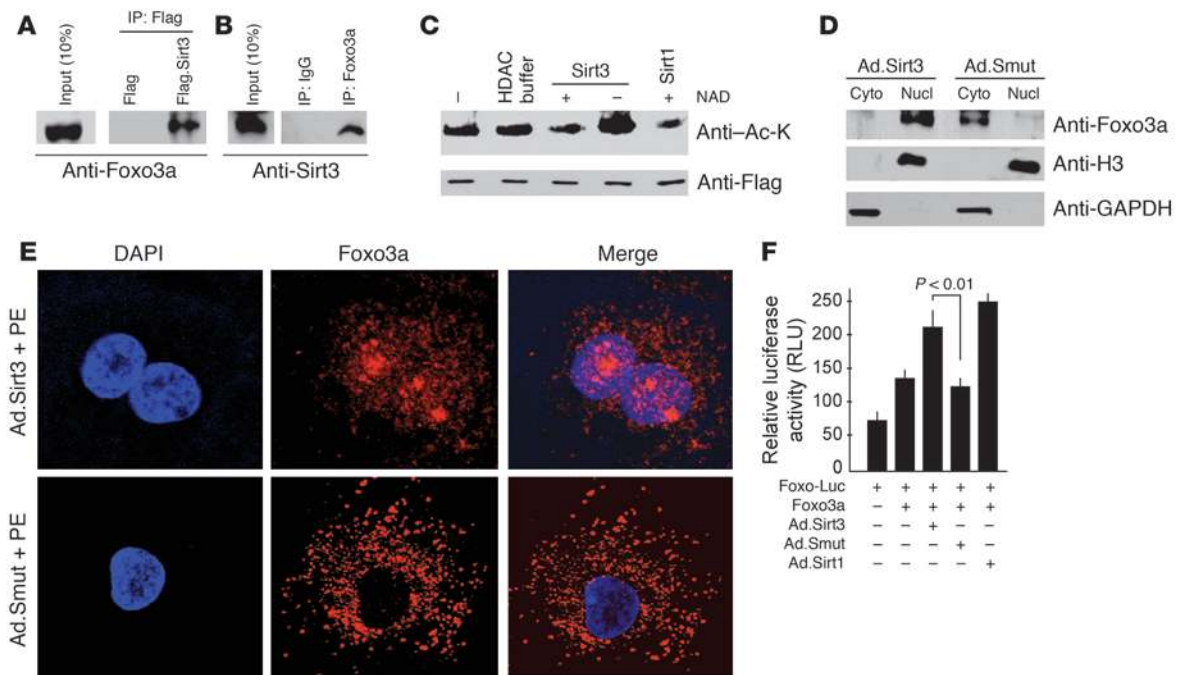 A
IP: Flag
Input (10%)
Flag
Flag.Sirt3
Anti-Foxo3a
B
Input (10%)
IP: IgG
IP: Foxo3a
Anti-Sirt3
C
– HDAC buffer Sirt3 Sirt1
+ – + NAD
Anti–Ac-K
Anti-Flag
D
Ad.Sirt3 Ad.Smut
Cyto Nucl Cyto Nucl
Anti-Foxo3a
Anti-H3
Anti-GAPDH
E
DAPI Foxo3a Merge
Ad.Sirt3 + PE
Ad.Smut + PE
F
P < 0.01
Relative luciferase
activity (RLU)
250
200
150
100
50
0
Foxo-Luc + + + + +
Foxo3a – + + + +
Ad.Sirt3 – – + – –
Ad.Smut – – – + –
Ad.Sirt1 – – – – +